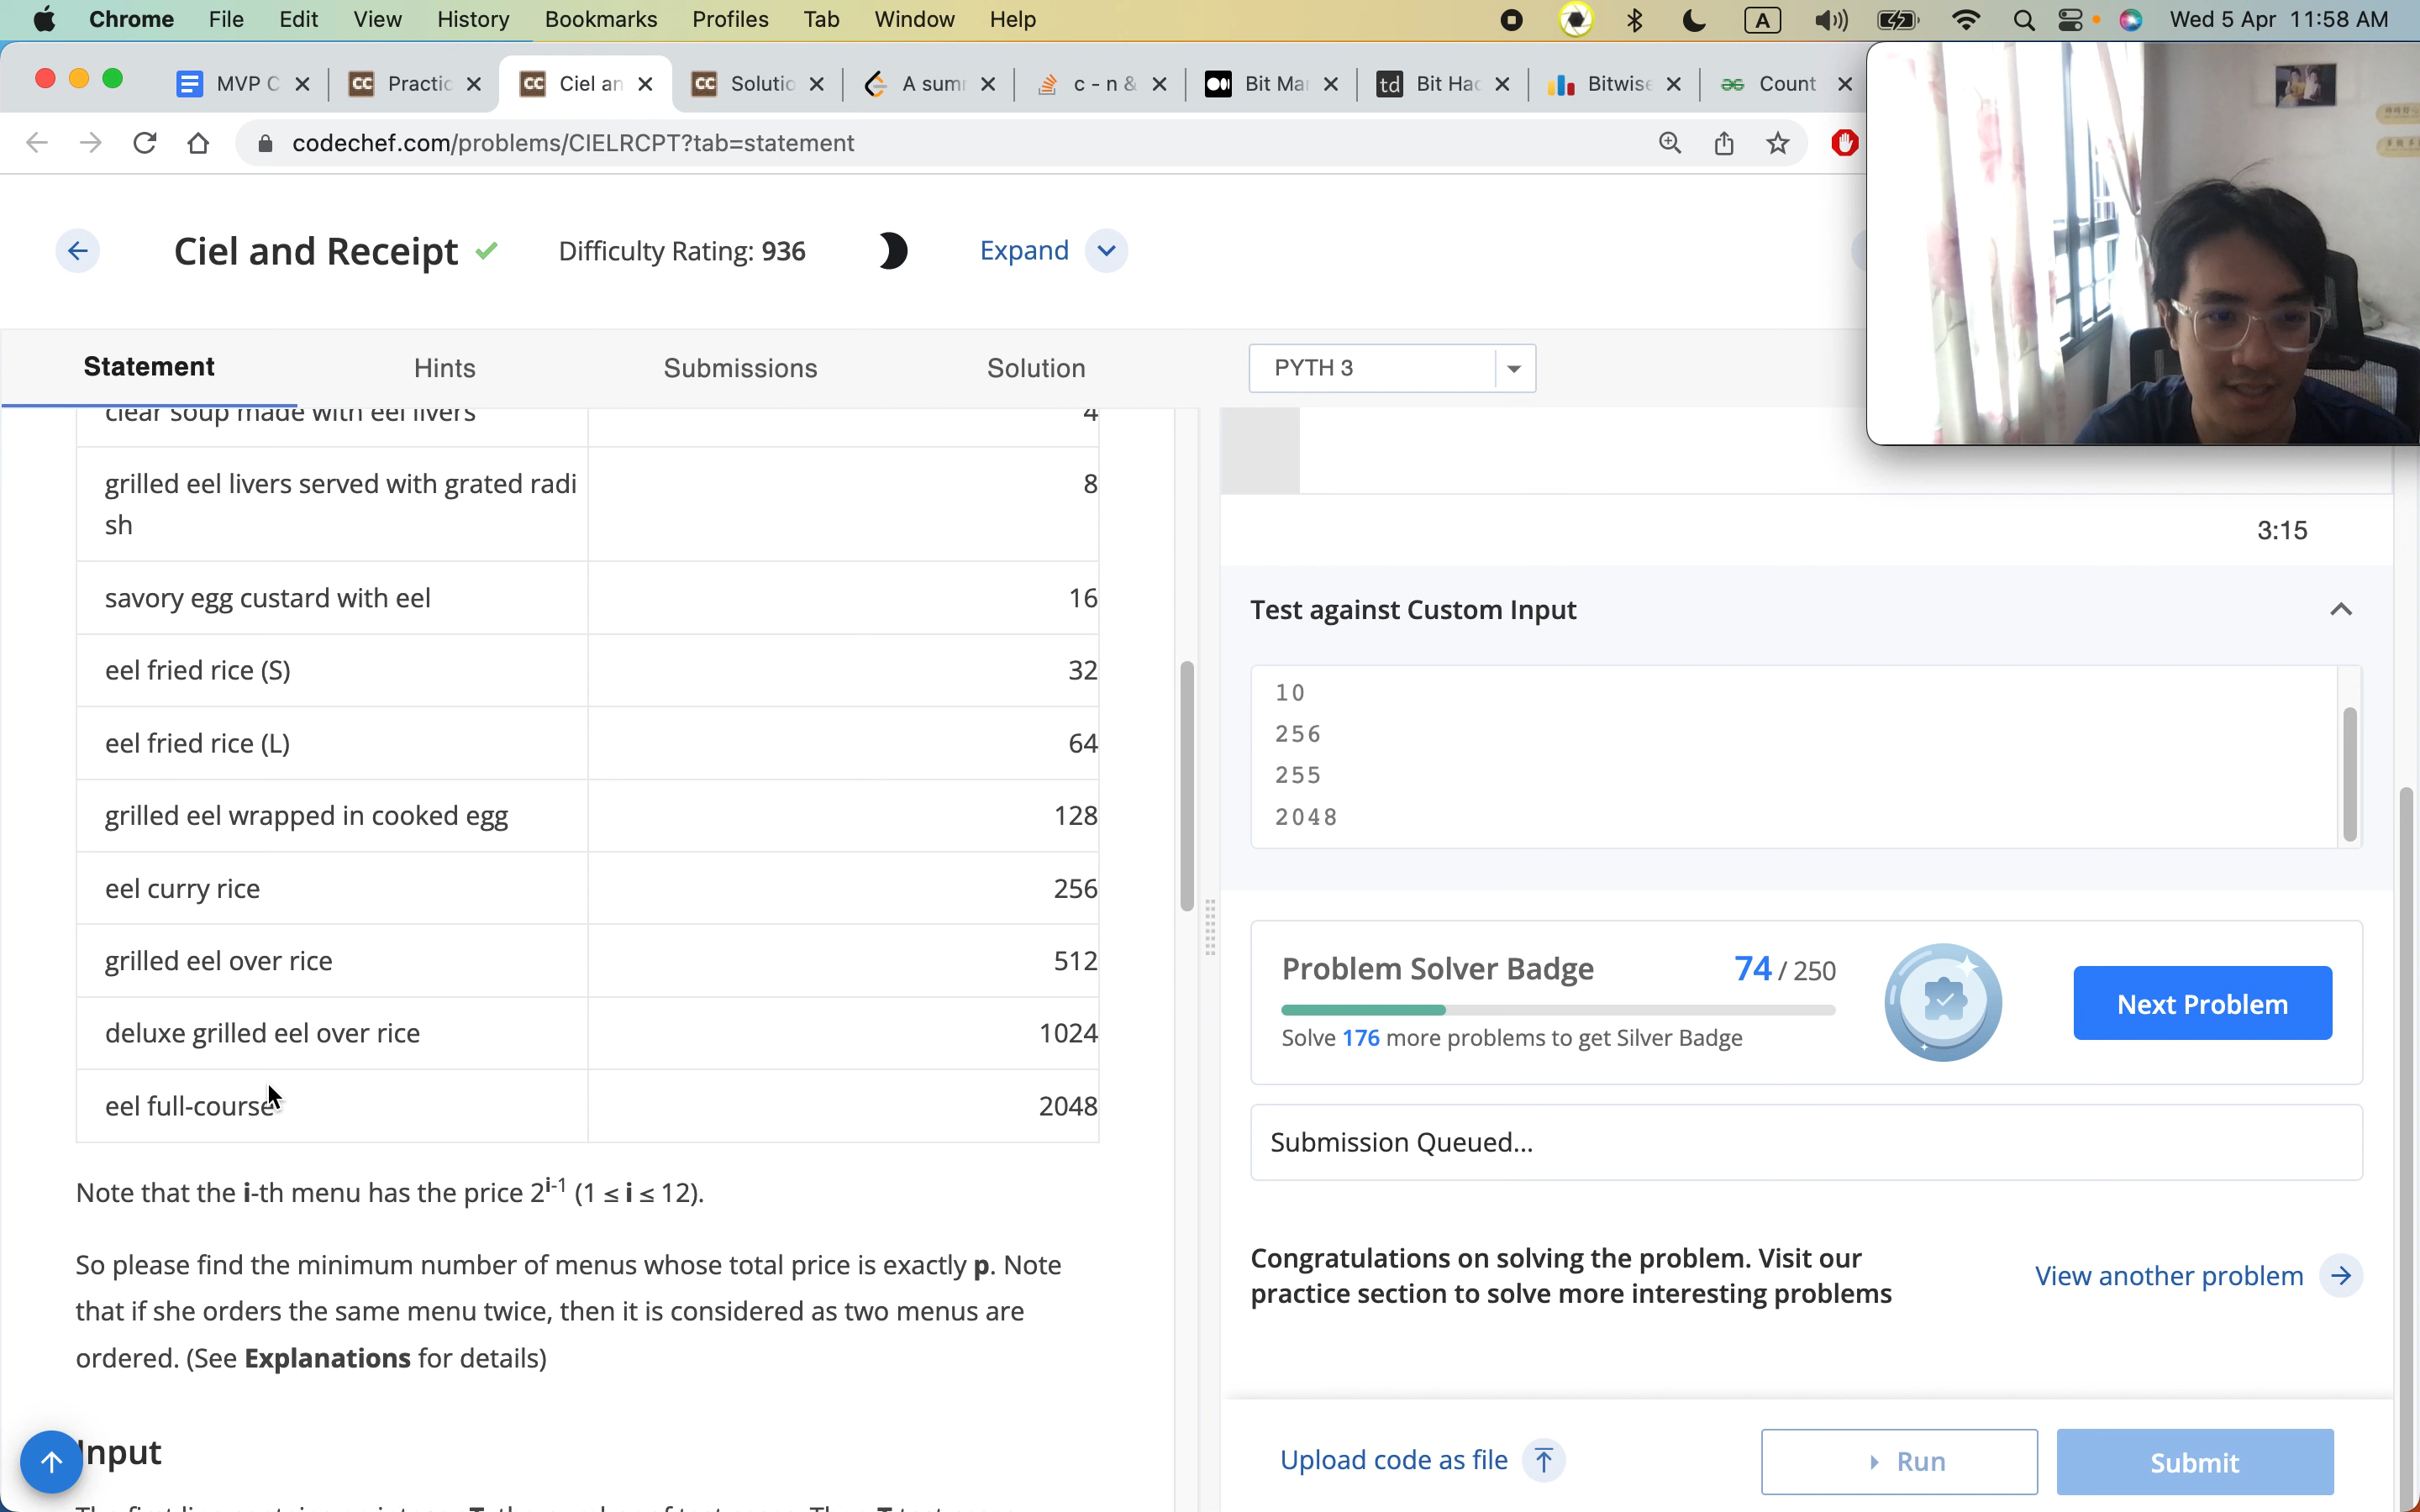 Chrome File Edit View History Bookmarks Profiles Tab Window Help A Wed 5 Apr 11:58 AM
MVP C Practic Ciel an Solutio A sum c - n & Bit Ma Bit Hac Bitwise Count
codechef.com/problems/CIELRCPT?tab=statement
Ciel and Receipt Difficulty Rating: 936 Expand
Statement Hints Submissions Solution PYTH 3
clear soup made with eel livers 4
grilled eel livers served with grated radi 8
sh
savory egg custard with eel 16
eel fried rice (S) 32
eel fried rice (L) 64
grilled eel wrapped in cooked egg 128
eel curry rice 256
grilled eel over rice 512
deluxe grilled eel over rice 1024
eel full-course 2048
Note that the i-th menu has the price 2^i-1 (1 ≤ i ≤ 12).
So please find the minimum number of menus whose total price is exactly p. Note
that if she orders the same menu twice, then it is considered as two menus are
ordered. (See Explanations for details)
Input
3:15
Test against Custom Input
10
256
255
2048
Problem Solver Badge 74 / 250
Solve 176 more problems to get Silver Badge
Next Problem
Submission Queued...
Congratulations on solving the problem. Visit our
practice section to solve more interesting problems
View another problem
Upload code as file Run Submit